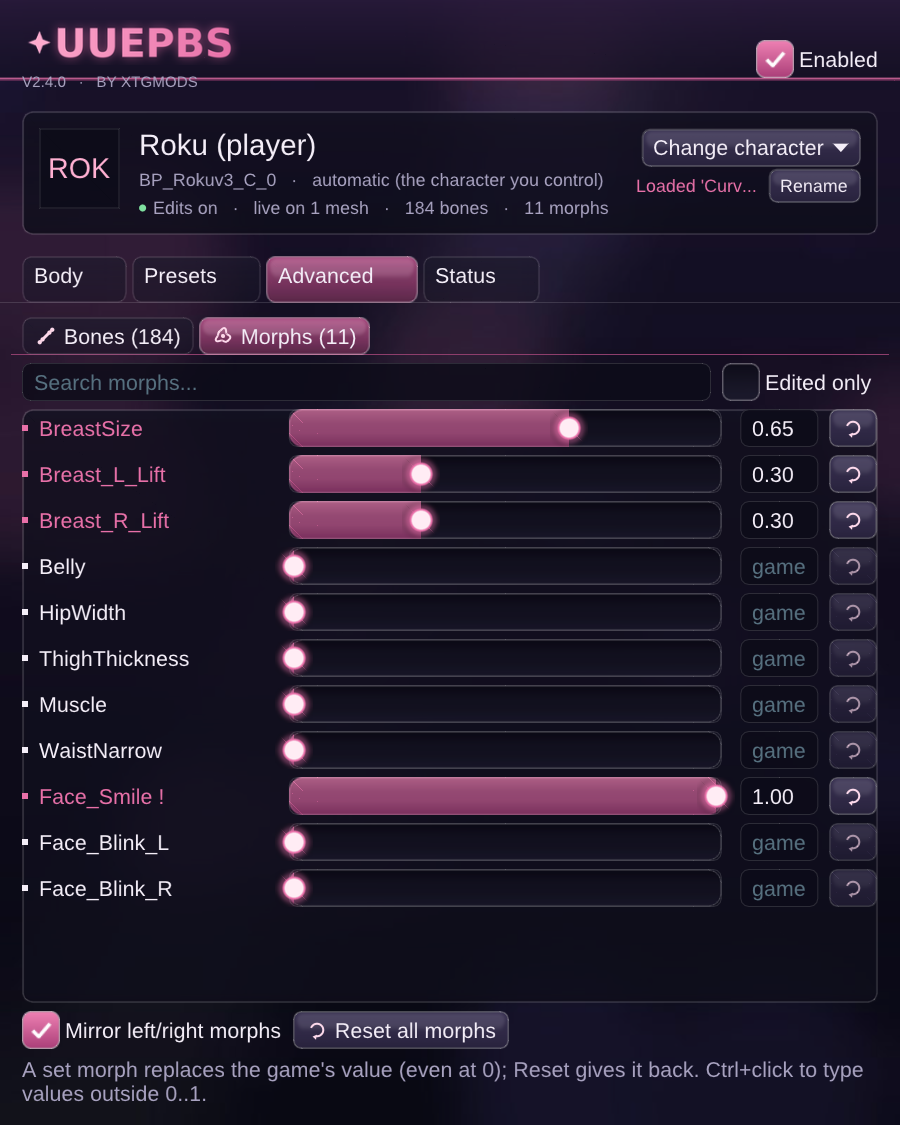 UUEPBS
V2.4.0 · BY XTGMODS
Enabled
ROK
Roku (player)
BP_Rokuv3_C_0 · automatic (the character you control)
Edits on · live on 1 mesh · 184 bones · 11 morphs
Change character
Loaded 'Curv...
Rename
Body
Presets
Advanced
Status
Bones (184)
Morphs (11)
Search morphs...
Edited only
BreastSize 0.65
Breast_L_Lift 0.30
Breast_R_Lift 0.30
Belly game
HipWidth game
ThighThickness game
Muscle game
WaistNarrow game
Face_Smile ! 1.00
Face_Blink_L game
Face_Blink_R game
Mirror left/right morphs
Reset all morphs
A set morph replaces the game's value (even at 0); Reset gives it back. Ctrl+click to type
values outside 0..1.